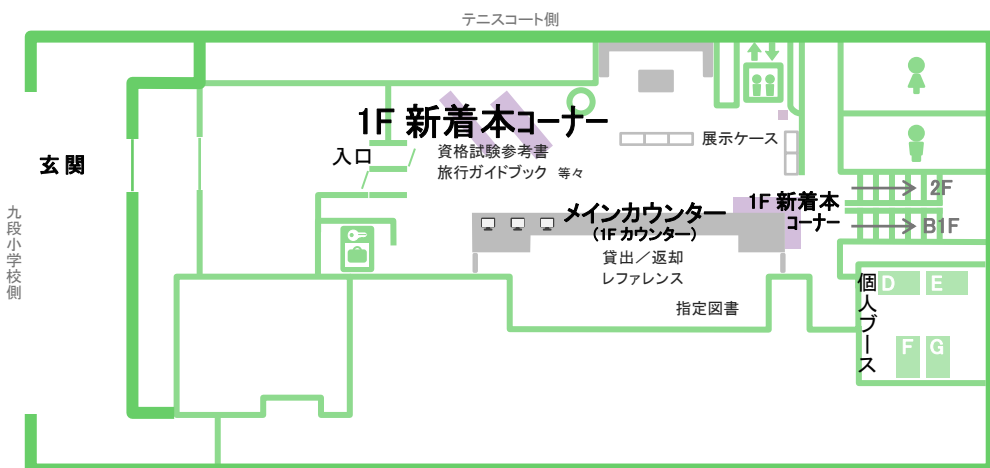 テニスコート側
1F 新着本コーナー
資格試験参考書
旅行ガイドブック 等々
入口
玄関
九段小学校側
展示ケース
1F 新着本
コーナー
2F
B1F
メインカウンター
(1F カウンター)
貸出／返却
レファレンス
指定図書
個人ブース
D
E
F
G